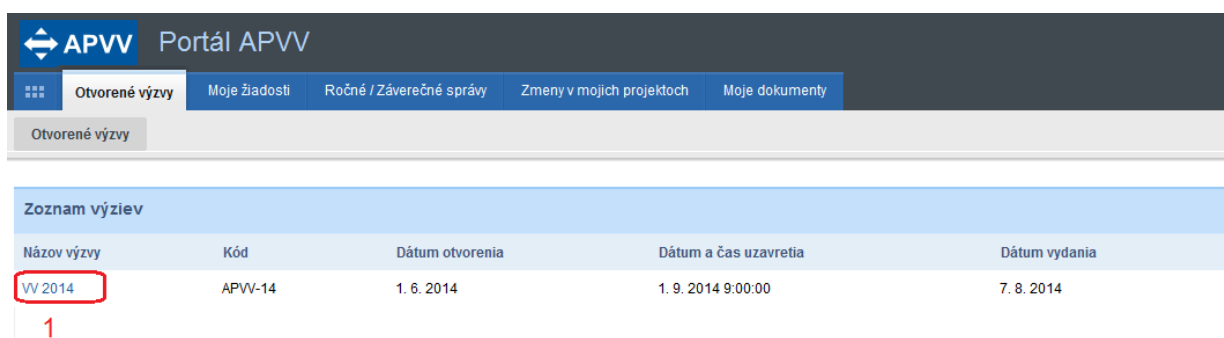 APVV Portál APVV
Otvorené výzvy Moje žiadosti Ročné / Záverečné správy Zmeny v mojich projektoch Moje dokumenty
Otvorené výzvy
Zoznam výziev
Názov výzvy Kód Dátum otvorenia Dátum a čas uzavretia Dátum vydania
VV 2014 APVV-14 1. 6. 2014 1. 9. 2014 9:00:00 7. 8. 2014
1